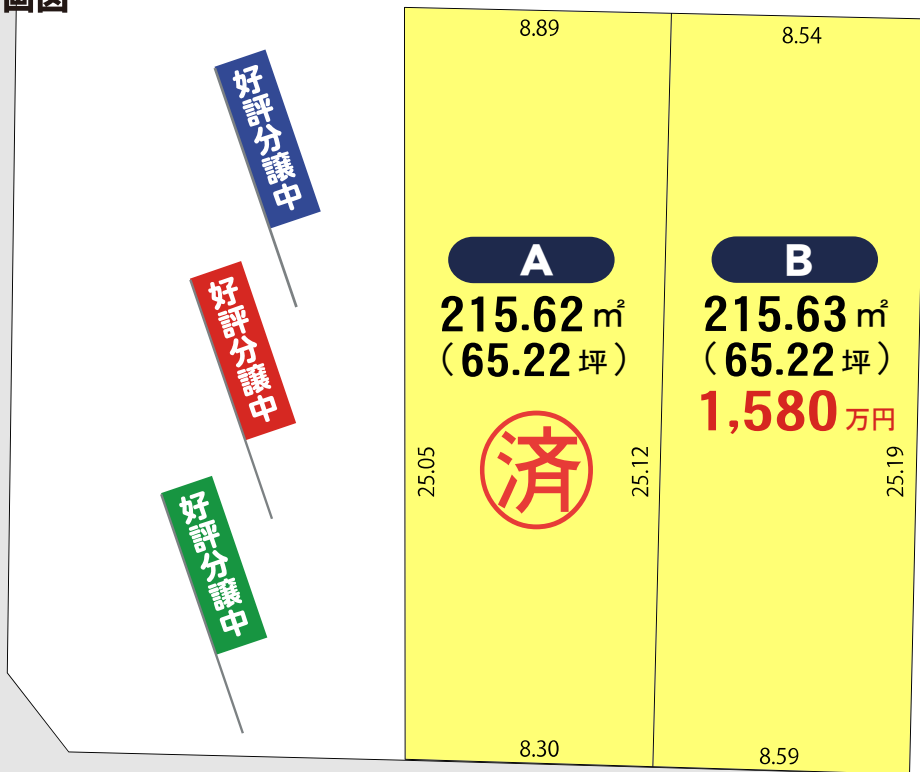 画図
好評分譲中
好評分譲中
好評分譲中
8.89
A
215.62㎡
(65.22坪)
済
25.05
25.12
8.30
8.54
B
215.63㎡
(65.22坪)
1,580万円
25.19
8.59